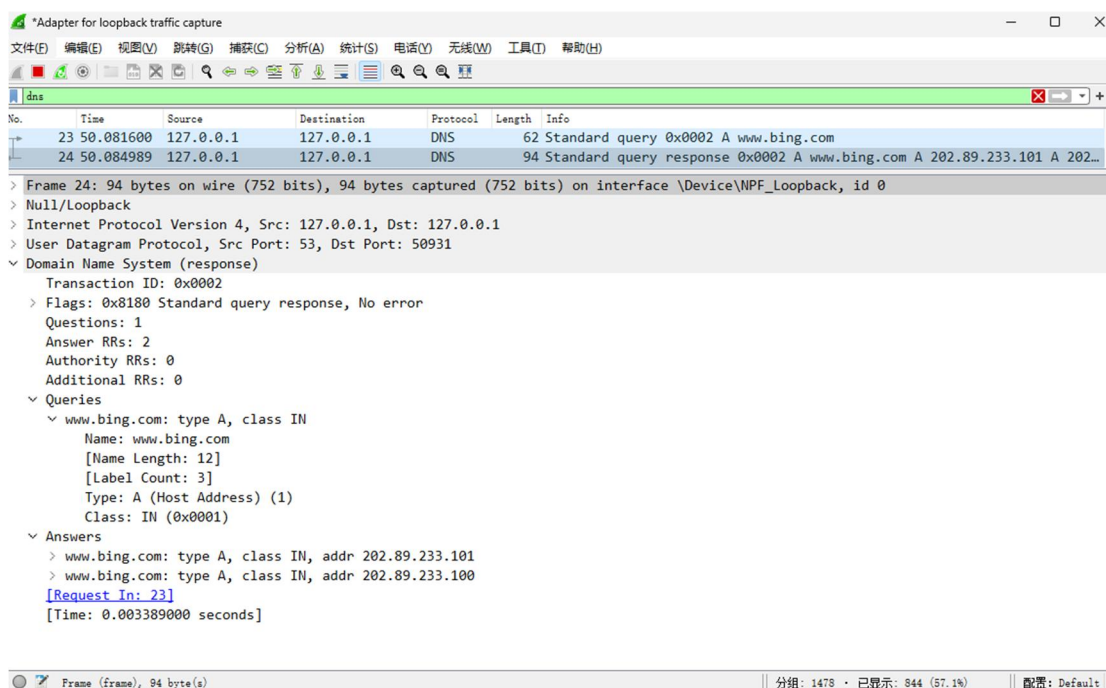 *Adapter for loopback traffic capture
文件(F) 编辑(E) 视图(V) 跳转(G) 捕获(C) 分析(A) 统计(S) 电话(Y) 无线(W) 工具(T) 帮助(H)
dns
No. Time Source Destination Protocol Length Info
23 50.081600 127.0.0.1 127.0.0.1 DNS 62 Standard query 0x0002 A www.bing.com
24 50.084989 127.0.0.1 127.0.0.1 DNS 94 Standard query response 0x0002 A www.bing.com A 202.89.233.101 A 202…
Frame 24: 94 bytes on wire (752 bits), 94 bytes captured (752 bits) on interface \Device\NPF_Loopback, id 0
Null/Loopback
Internet Protocol Version 4, Src: 127.0.0.1, Dst: 127.0.0.1
User Datagram Protocol, Src Port: 53, Dst Port: 50931
Domain Name System (response)
Transaction ID: 0x0002
Flags: 0x8180 Standard query response, No error
Questions: 1
Answer RRs: 2
Authority RRs: 0
Additional RRs: 0
Queries
www.bing.com: type A, class IN
Name: www.bing.com
[Name Length: 12]
[Label Count: 3]
Type: A (Host Address) (1)
Class: IN (0x0001)
Answers
www.bing.com: type A, class IN, addr 202.89.233.101
www.bing.com: type A, class IN, addr 202.89.233.100
[Request In: 23]
[Time: 0.003389000 seconds]
Frame (frame), 94 byte(s) 分组: 1478 · 已显示: 844 (57.1%) 配置: Default